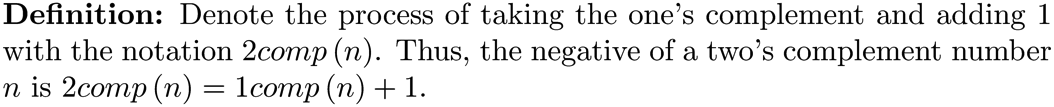 Definition: Denote the process of taking the one's complement and adding 1
with the notation 2comp (n). Thus, the negative of a two's complement number
n is 2comp (n) = 1comp (n) + 1.